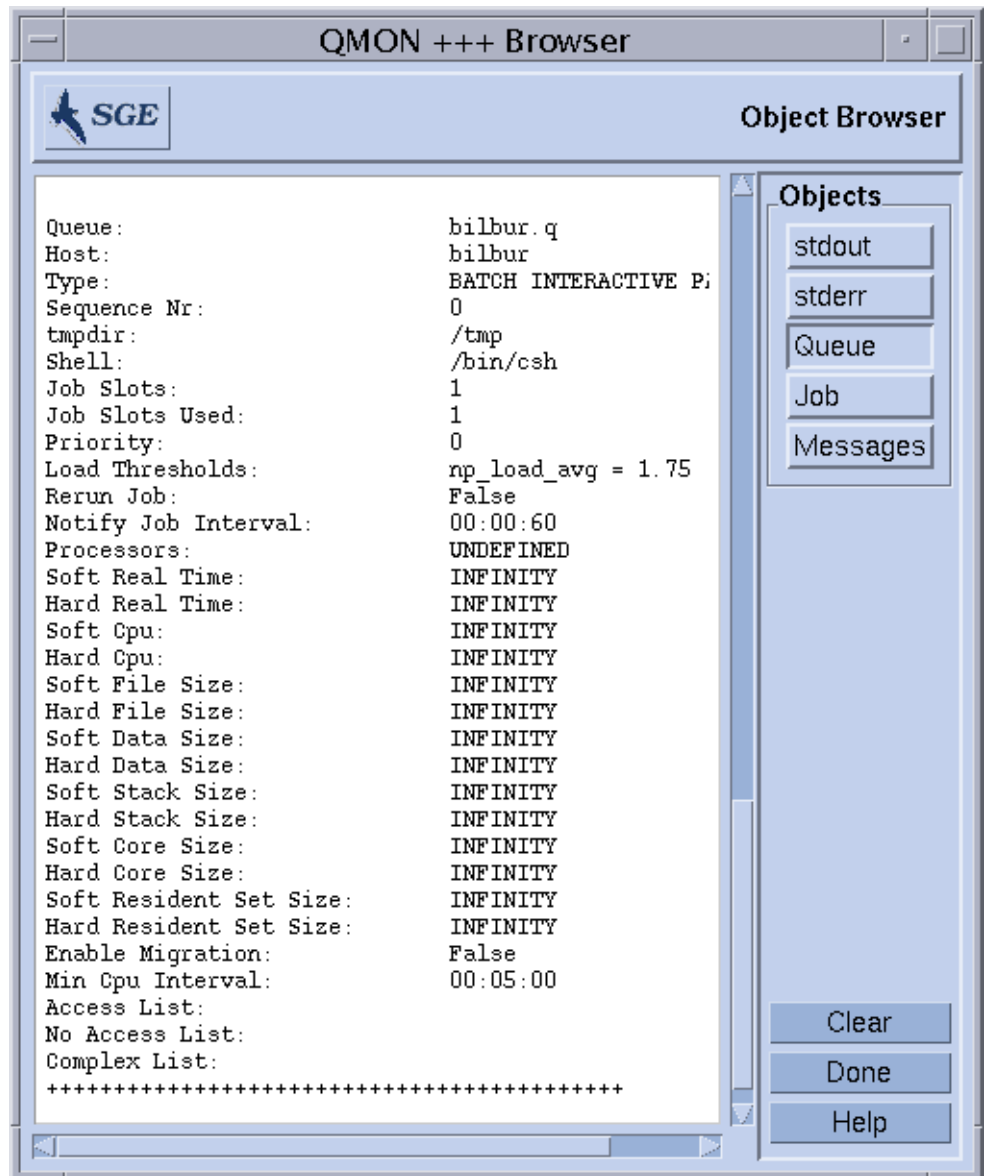 QMON +++ Browser
SGE
Object Browser
Queue: bilbur.q
Host: bilbur
Type: BATCH INTERACTIVE
Sequence Nr: 0
tmpdir: /tmp
Shell: /bin/csh
Job Slots: 1
Job Slots Used: 1
Priority: 0
Load Thresholds: np_load_avg = 1.75
Rerun Job: False
Notify Job Interval: 00:00:60
Processors: UNDEFINED
Soft Real Time: INFINITY
Hard Real Time: INFINITY
Soft Cpu: INFINITY
Hard Cpu: INFINITY
Soft File Size: INFINITY
Hard File Size: INFINITY
Soft Data Size: INFINITY
Hard Data Size: INFINITY
Soft Stack Size: INFINITY
Hard Stack Size: INFINITY
Soft Core Size: INFINITY
Hard Core Size: INFINITY
Soft Resident Set Size: INFINITY
Hard Resident Set Size: INFINITY
Enable Migration: False
Min Cpu Interval: 00:05:00
Access List:
No Access List:
Complex List:
+++++++++++++++++++++++++++++++++++++++++++
Objects
stdout
stderr
Queue
Job
Messages
Clear
Done
Help